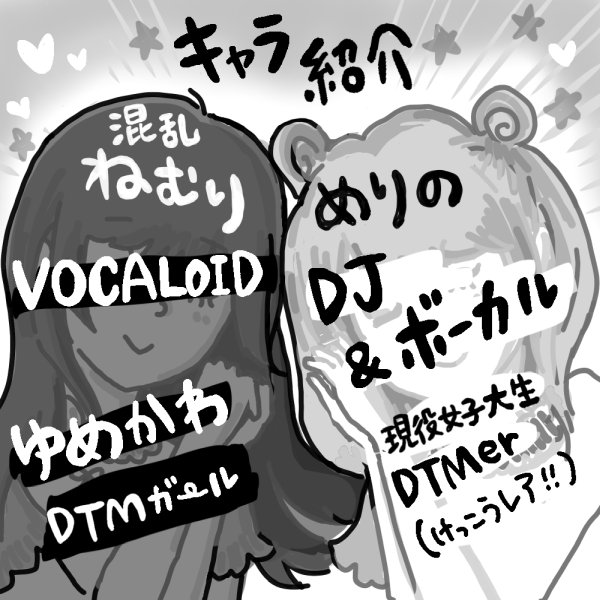 キャラ紹介
混乱
ねむり
VOCALOID
ゆめかわ
DTMガール
めりの
DJ
&ボーカル
現役女子大生
DTMer
(けっこうレア!!)